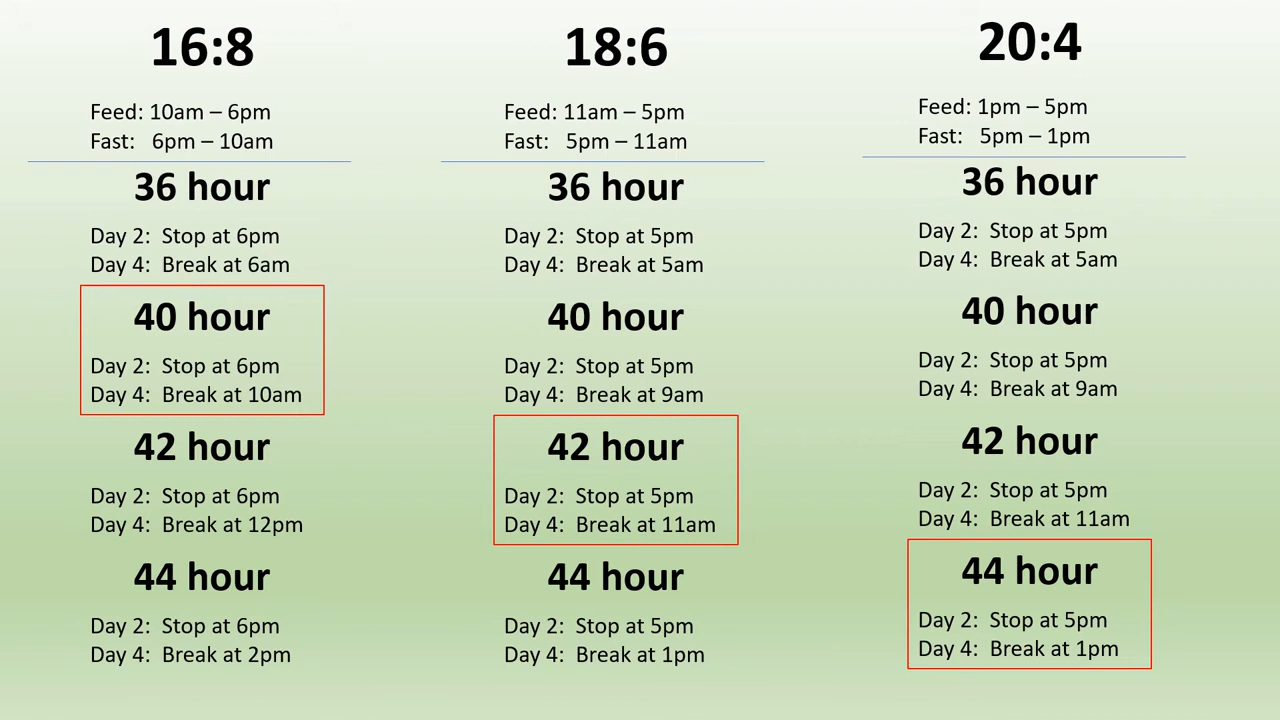 16:8
Feed: 10am – 6pm
Fast: 6pm – 10am
36 hour
Day 2: Stop at 6pm
Day 4: Break at 6am
40 hour
Day 2: Stop at 6pm
Day 4: Break at 10am
42 hour
Day 2: Stop at 6pm
Day 4: Break at 12pm
44 hour
Day 2: Stop at 6pm
Day 4: Break at 2pm
18:6
Feed: 11am – 5pm
Fast: 5pm – 11am
36 hour
Day 2: Stop at 5pm
Day 4: Break at 5am
40 hour
Day 2: Stop at 5pm
Day 4: Break at 9am
42 hour
Day 2: Stop at 5pm
Day 4: Break at 11am
44 hour
Day 2: Stop at 5pm
Day 4: Break at 1pm
20:4
Feed: 1pm – 5pm
Fast: 5pm – 1pm
36 hour
Day 2: Stop at 5pm
Day 4: Break at 5am
40 hour
Day 2: Stop at 5pm
Day 4: Break at 9am
42 hour
Day 2: Stop at 5pm
Day 4: Break at 11am
44 hour
Day 2: Stop at 5pm
Day 4: Break at 1pm